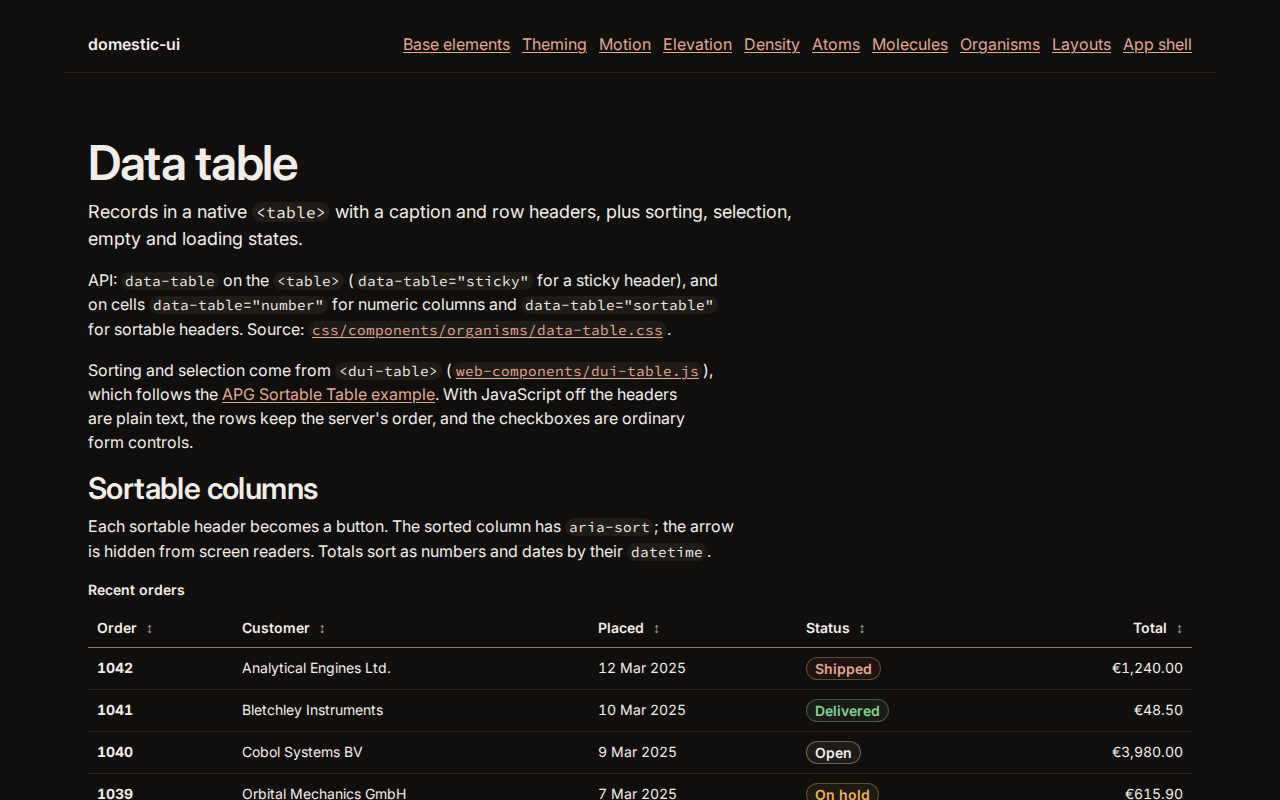 domestic-ui Base elements Theming Motion Elevation Density Atoms Molecules Organisms Layouts App shell
Data table
Records in a native <table> with a caption and row headers, plus sorting, selection,
empty and loading states.
API: data-table on the <table> ( data-table="sticky" for a sticky header), and
on cells data-table="number" for numeric columns and data-table="sortable"
for sortable headers. Source: css/components/organisms/data-table.css .
Sorting and selection come from <dui-table> ( web-components/dui-table.js ),
which follows the APG Sortable Table example. With JavaScript off the headers
are plain text, the rows keep the server's order, and the checkboxes are ordinary
form controls.
Sortable columns
Each sortable header becomes a button. The sorted column has aria-sort ; the arrow
is hidden from screen readers. Totals sort as numbers and dates by their datetime .
Recent orders
Order ↕ Customer ↕ Placed ↕ Status ↕ Total ↕
1042 Analytical Engines Ltd. 12 Mar 2025 Shipped €1,240.00
1041 Bletchley Instruments 10 Mar 2025 Delivered €48.50
1040 Cobol Systems BV 9 Mar 2025 Open €3,980.00
1039 Orbital Mechanics GmbH 7 Mar 2025 On hold €615.90